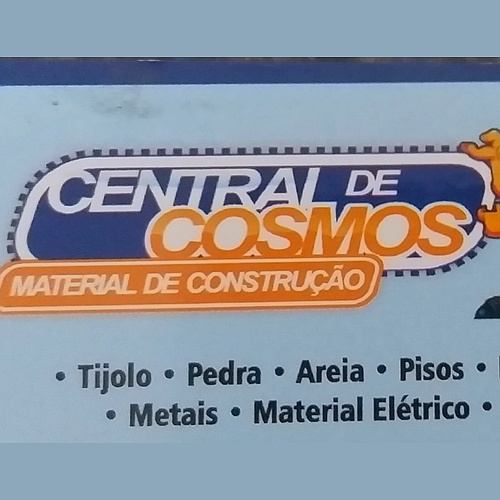 CENTRAL DE
COSMOS
MATERIAL DE CONSTRUÇÃO
• Tijolo • Pedra • Areia • Pisos •
• Metais • Material Elétrico •